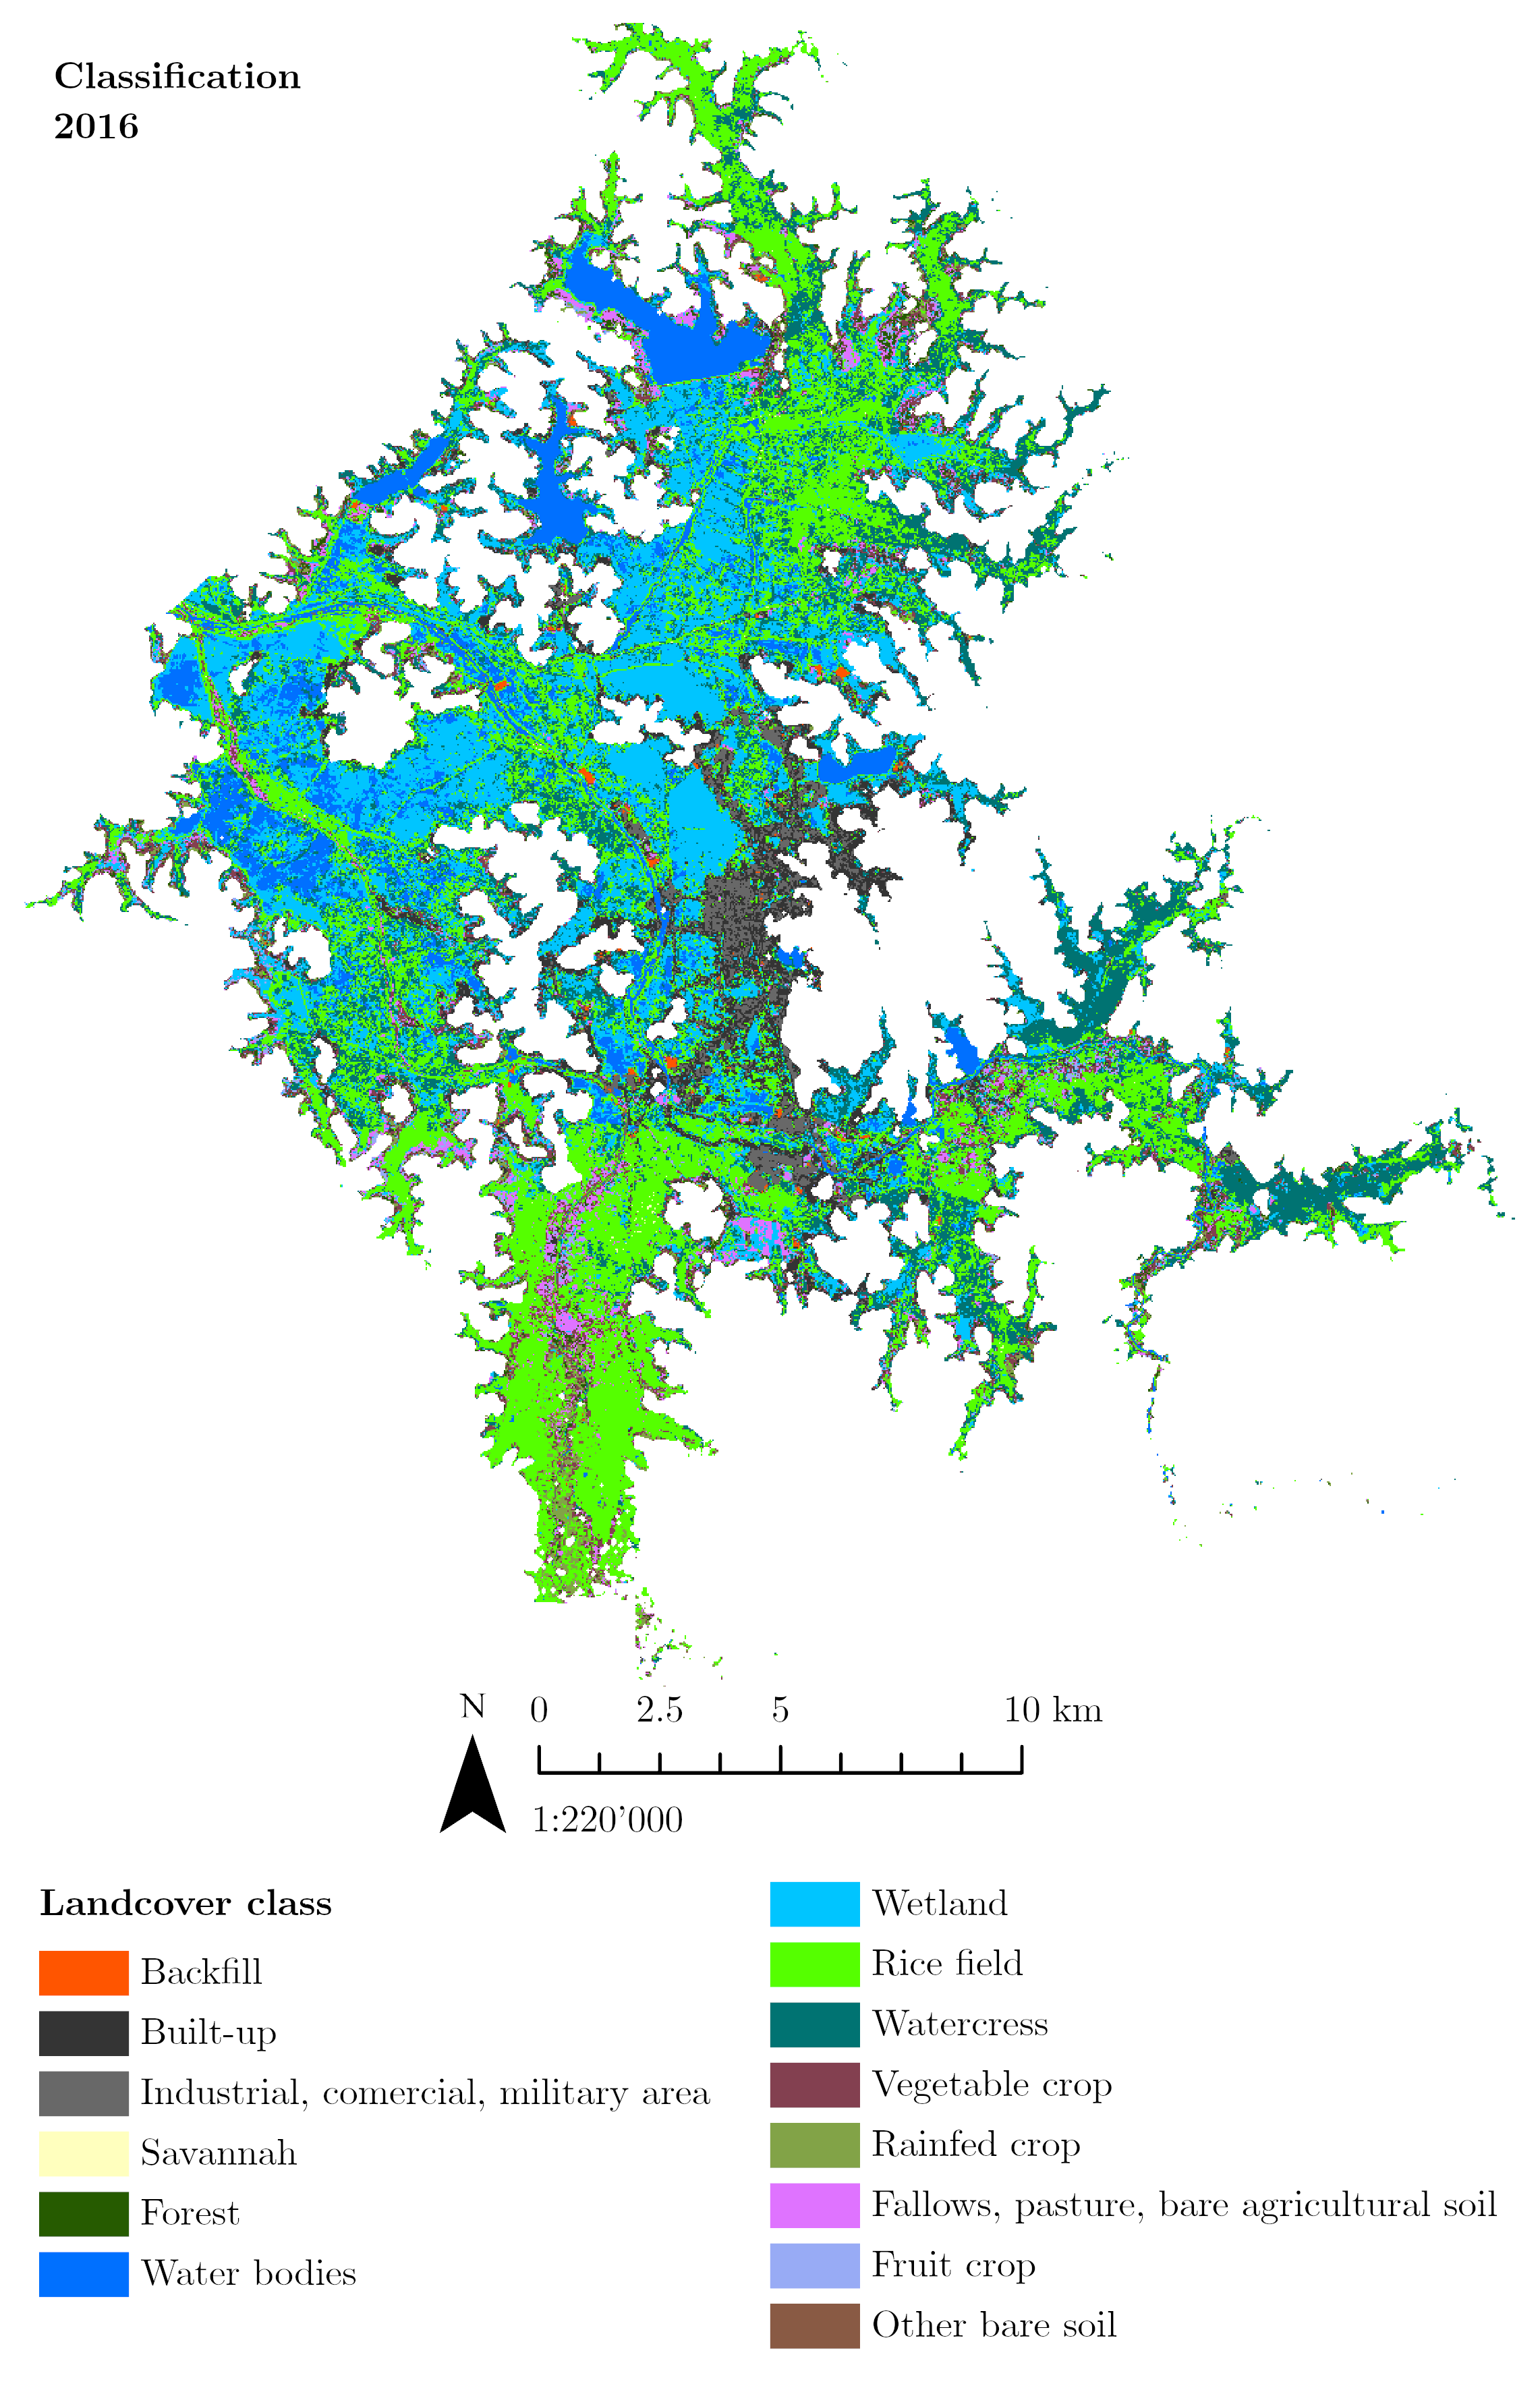 Classification
2016
N
0 2.5 5 10 km
1:220'000
Landcover class
Backfill
Built-up
Industrial, comercial, military area
Savannah
Forest
Water bodies
Wetland
Rice field
Watercress
Vegetable crop
Rainfed crop
Fallows, pasture, bare agricultural soil
Fruit crop
Other bare soil